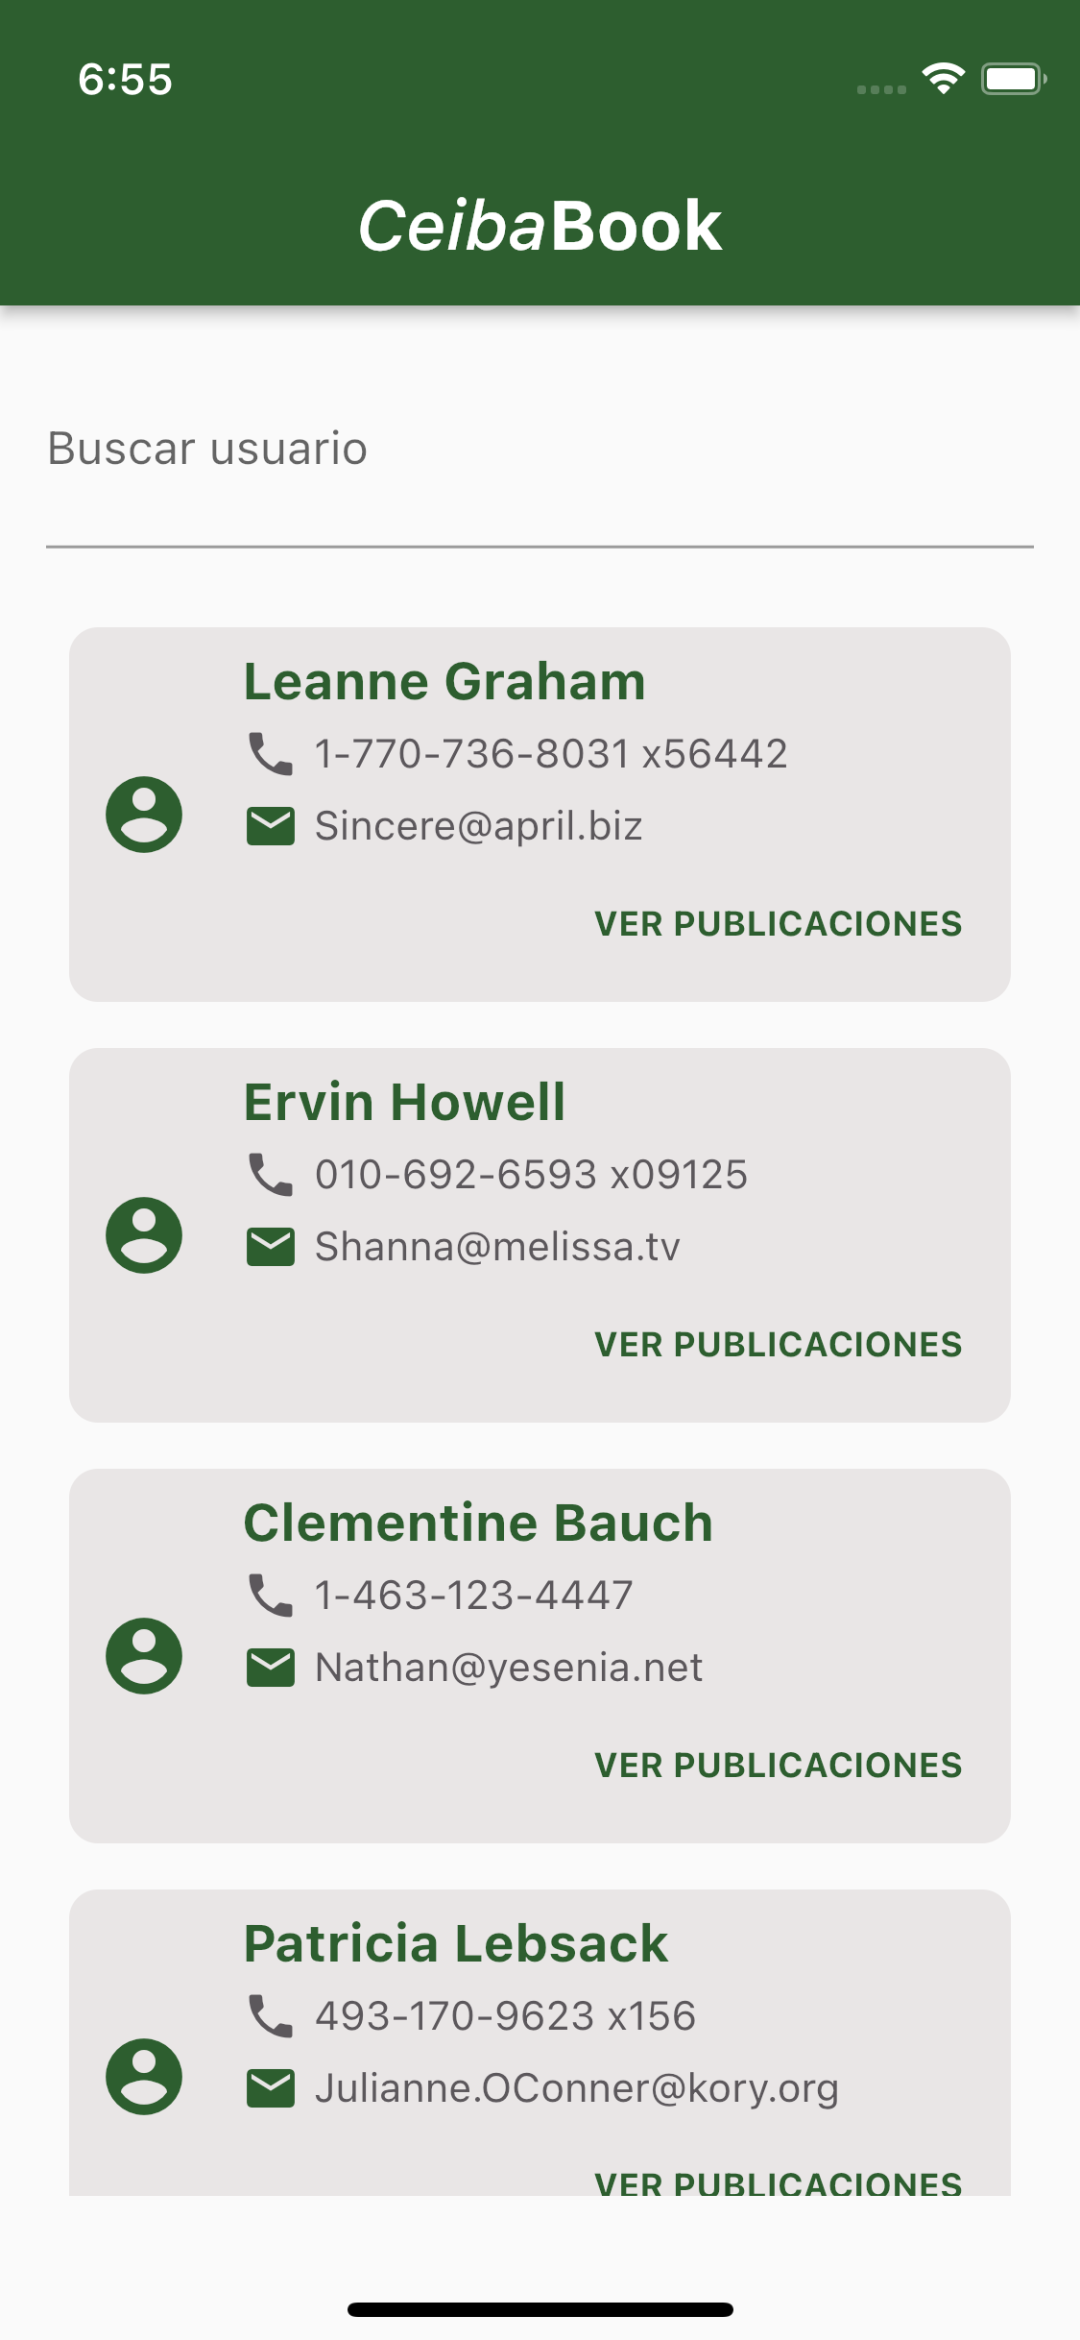 6:55
CeibaBook
Buscar usuario
Leanne Graham
1-770-736-8031 x56442
Sincere@april.biz
VER PUBLICACIONES
Ervin Howell
010-692-6593 x09125
Shanna@melissa.tv
VER PUBLICACIONES
Clementine Bauch
1-463-123-4447
Nathan@yesenia.net
VER PUBLICACIONES
Patricia Lebsack
493-170-9623 x156
Julianne.OConner@kory.org
VER PUBLICACIONES